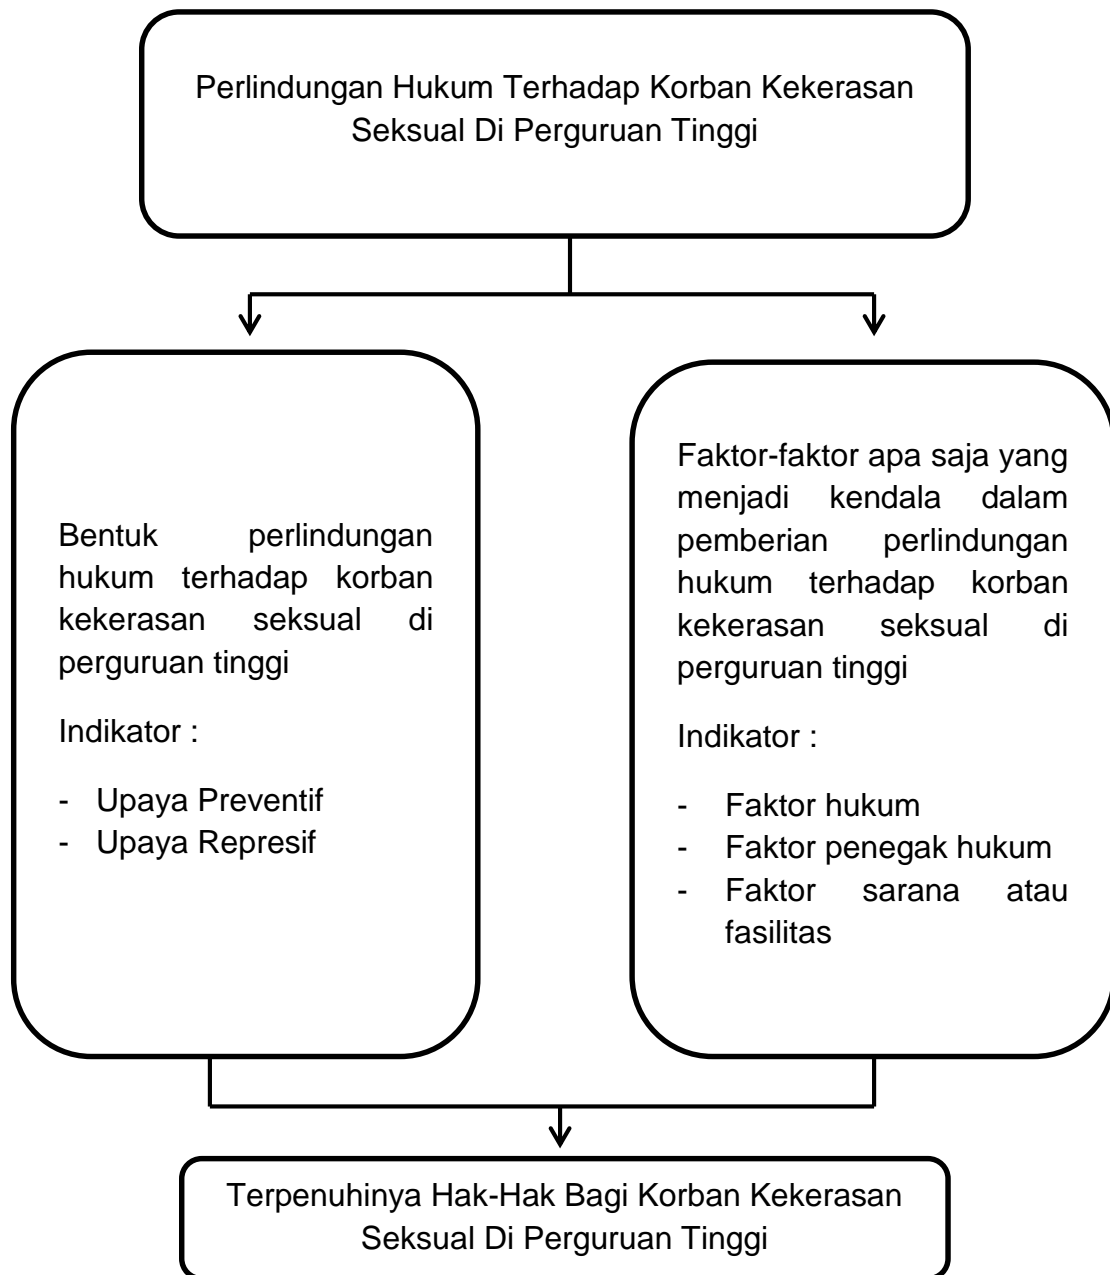 Perlindungan Hukum Terhadap Korban Kekerasan
Seksual Di Perguruan Tinggi
Bentuk perlindungan
hukum terhadap korban
kekerasan seksual di
perguruan tinggi
Indikator :
- Upaya Preventif
- Upaya Represif
Faktor-faktor apa saja yang
menjadi kendala dalam
pemberian perlindungan
hukum terhadap korban
kekerasan seksual di
perguruan tinggi
Indikator :
- Faktor hukum
- Faktor penegak hukum
- Faktor sarana atau
fasilitas
Terpenuhinya Hak-Hak Bagi Korban Kekerasan
Seksual Di Perguruan Tinggi